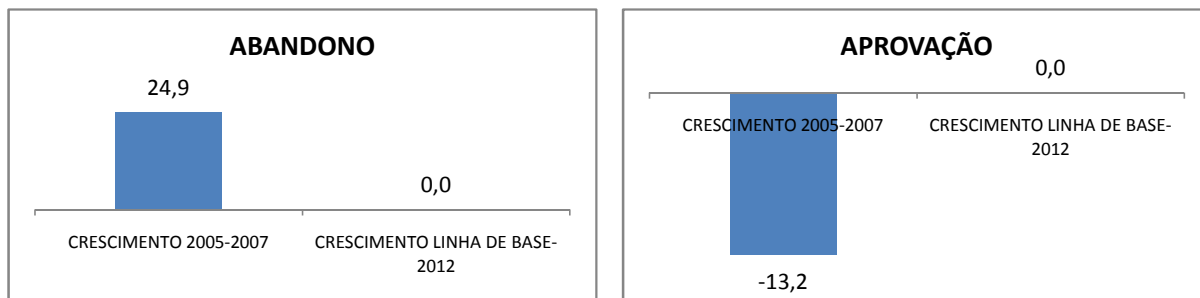 ABANDONO
24,9
0,0
CRESCIMENTO 2005-2007
CRESCIMENTO LINHA DE BASE-
2012
APROVAÇÃO
0,0
CRESCIMENTO 2005-2007
CRESCIMENTO LINHA DE BASE-
2012
-13,2